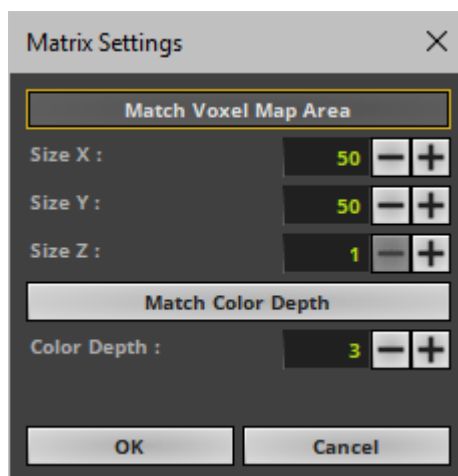 Matrix Settings
Match Voxel Map Area
Size X : 50
Size Y : 50
Size Z : 1
Match Color Depth
Color Depth : 3
OK Cancel